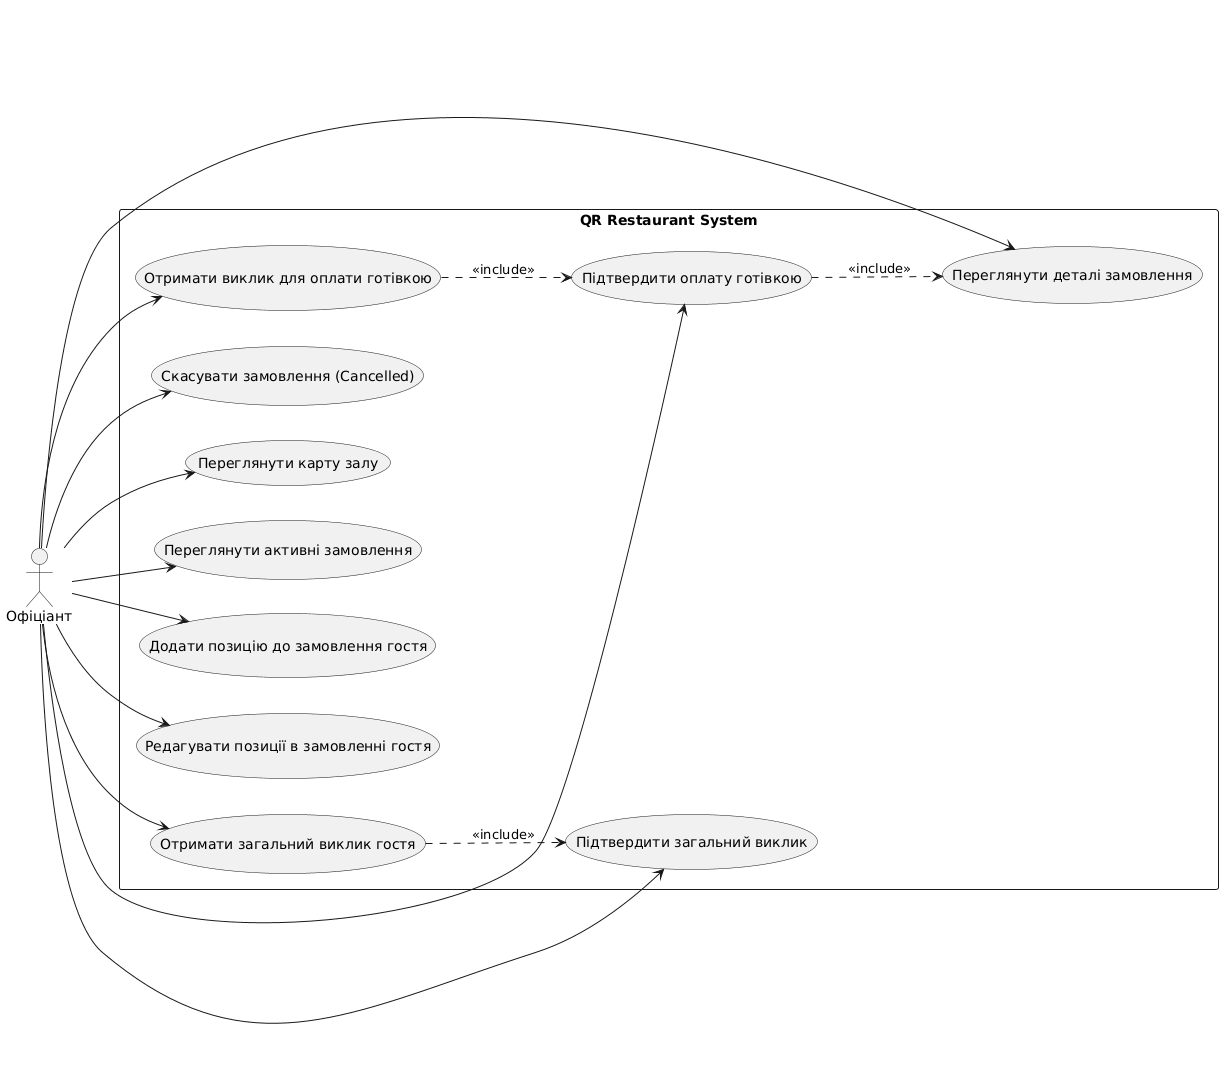 QR Restaurant System
Отримати виклик для оплати готівкою
«include»
Підтвердити оплату готівкою
«include»
Переглянути деталі замовлення
Скасувати замовлення (Cancelled)
Переглянути карту залу
Переглянути активні замовлення
Офіціант
Додати позицію до замовлення гостя
Редагувати позиції в замовленні гостя
Отримати загальний виклик гостя
«include»
Підтвердити загальний виклик